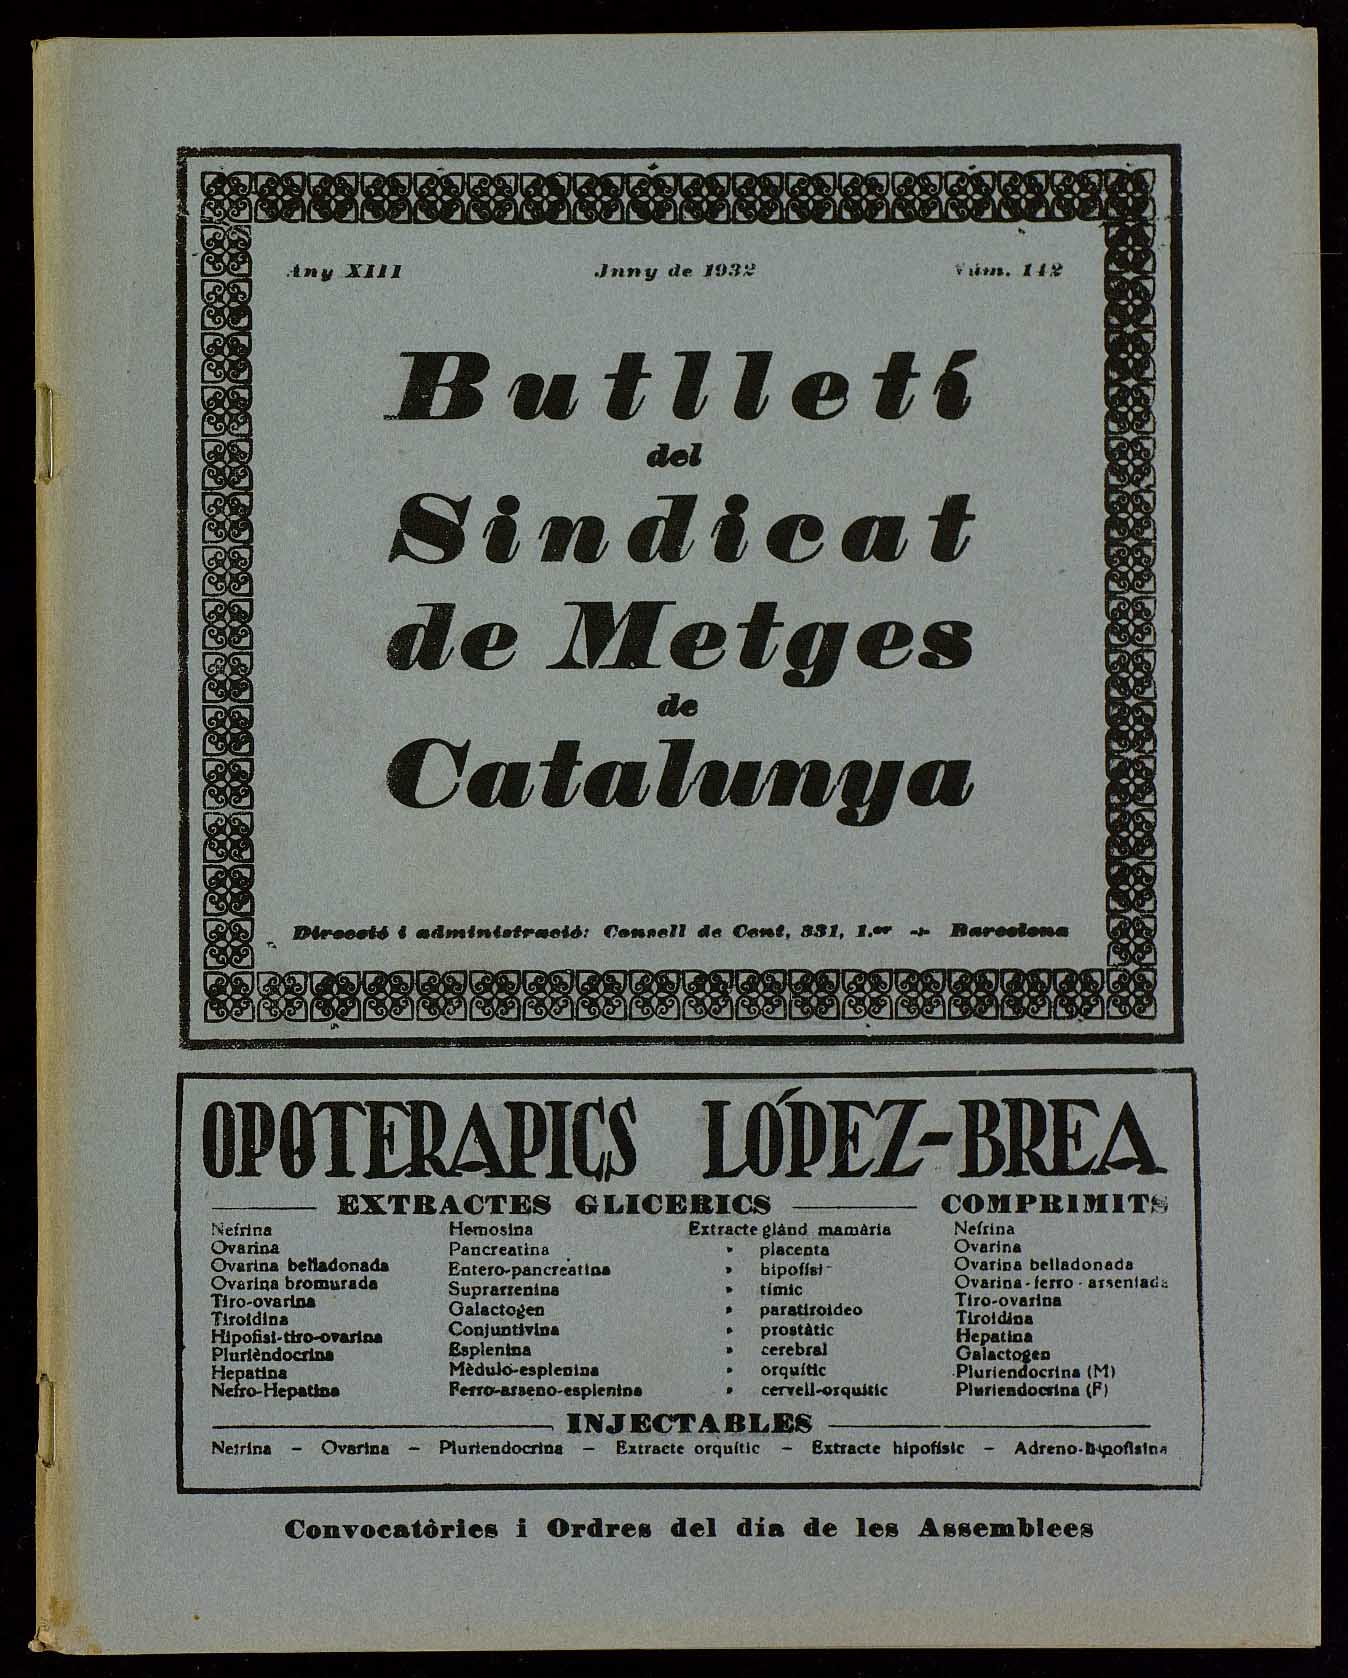 Any XIII Juny de 1932 Núm. 142
Butlletí
del
Sindicat
de Metges
de
Catalunya
Direcció i administració: Consell de Cent, 331, 1.er -:- Barcelona
OPOTERAPICS LÓPEZ-BREA
EXTRACTES GLICERICS
Nefrina
Ovarina
Ovarina belladonada
Ovarina bromurada
Tiro-ovarina
Tiroidina
Hipofisi-tiro-ovarina
Plurièndocrina
Hepatina
Nefro-Hepatina
Hemosina
Pancreatina
Entero-pancreàtina
Suprarrenina
Galactogen
Conjuntivina
Esplenina
Mèdulo-esplenina
Ferro-arseno-esplenina
Extracte glánd mamària
» placenta
» hipofisi
» tímic
» paratiroideo
» prostàtic
» cerebral
» orquític
» cervell-orquitic
COMPRIMITS
Nefrina
Ovarina
Ovarina belladonada
Ovarina-ferro-arseniada
Tiro-ovarina
Tiroidina
Hepatina
Galactogen
Pluriendocrina (M)
Pluriendocrina (F)
INJECTABLES
Nefrina – Ovarina – Pluriendocrina – Extracte orquític – Extracte hipofisic – Adreno-hipofisina
Convocatòries i Ordres del día de les Assemblees